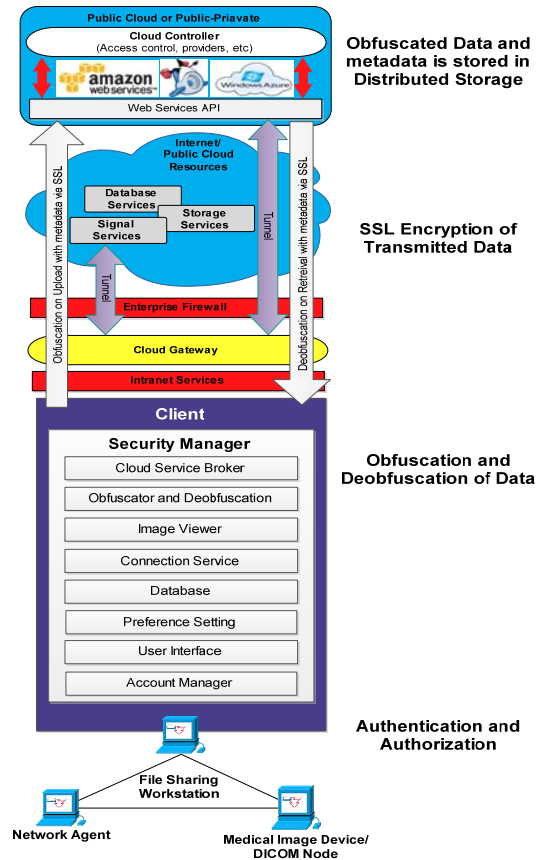 Public Cloud or Public-Priavate
Cloud Controller
(Access control, providers, etc)
amazon
webservices™
Windows Azure
Web Services API
Obfuscated Data and
metadata is stored in
Distributed Storage
Internet/
Public Cloud
Resources
Database
Services
Storage
Services
Signal
Services
Tunnel
Tunnel
Obfuscation on Upload with metadata via SSL
Deobfuscation on Retreival with metadata via SSL
SSL Encryption of
Transmitted Data
Enterprise Firewall
Cloud Gateway
Intranet Services
Client
Security Manager
Cloud Service Broker
Obfuscator and Deobfuscation
Image Viewer
Connection Service
Database
Preference Setting
User Interface
Account Manager
Obfuscation and
Deobfuscation of Data
Authentication and
Authorization
File Sharing
Workstation
Network Agent
Medical Image Device/
DICOM Node